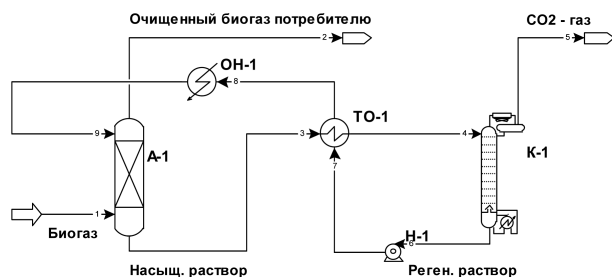 Очищенный биогаз потребителю
CO2 - газ
2
5
ОН-1
8
ТО-1
9
3
4
А-1
К-1
7
1
Биогаз
Н-1
6
Насыщ. раствор
Реген. раствор